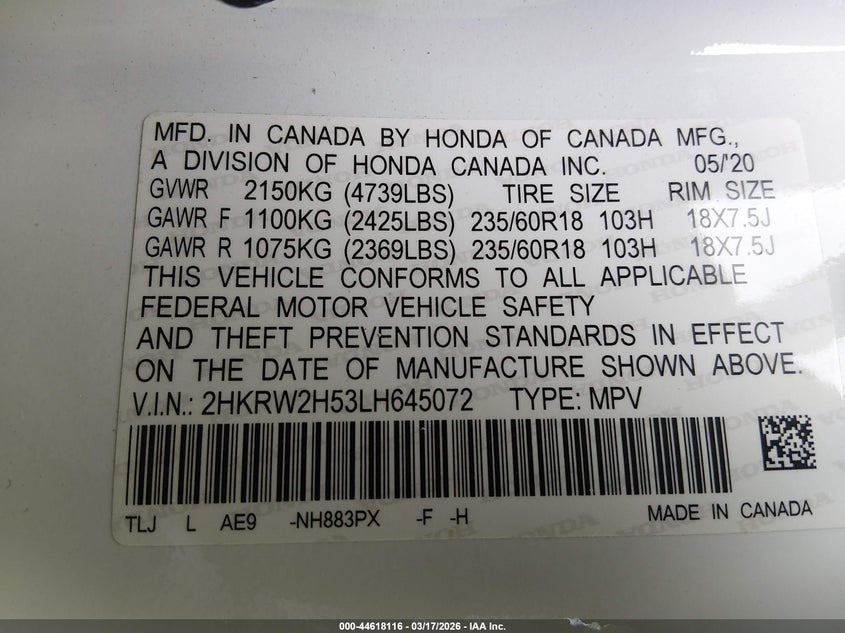 MFD. IN CANADA BY HONDA OF CANADA MFG.,
A DIVISION OF HONDA CANADA INC. 05/'20
GVWR 2150KG (4739LBS) TIRE SIZE RIM SIZE
GAWR F 1100KG (2425LBS) 235/60R18 103H 18X7.5J
GAWR R 1075KG (2369LBS) 235/60R18 103H 18X7.5J
THIS VEHICLE CONFORMS TO ALL APPLICABLE
FEDERAL MOTOR VEHICLE SAFETY
AND THEFT PREVENTION STANDARDS IN EFFECT
ON THE DATE OF MANUFACTURE SHOWN ABOVE.
V.I.N.: 2HKRW2H53LH645072 TYPE: MPV
TLJ L AE9 -NH883PX -F -H MADE IN CANADA
000-44618116 - 03/17/2026 - IAA Inc.